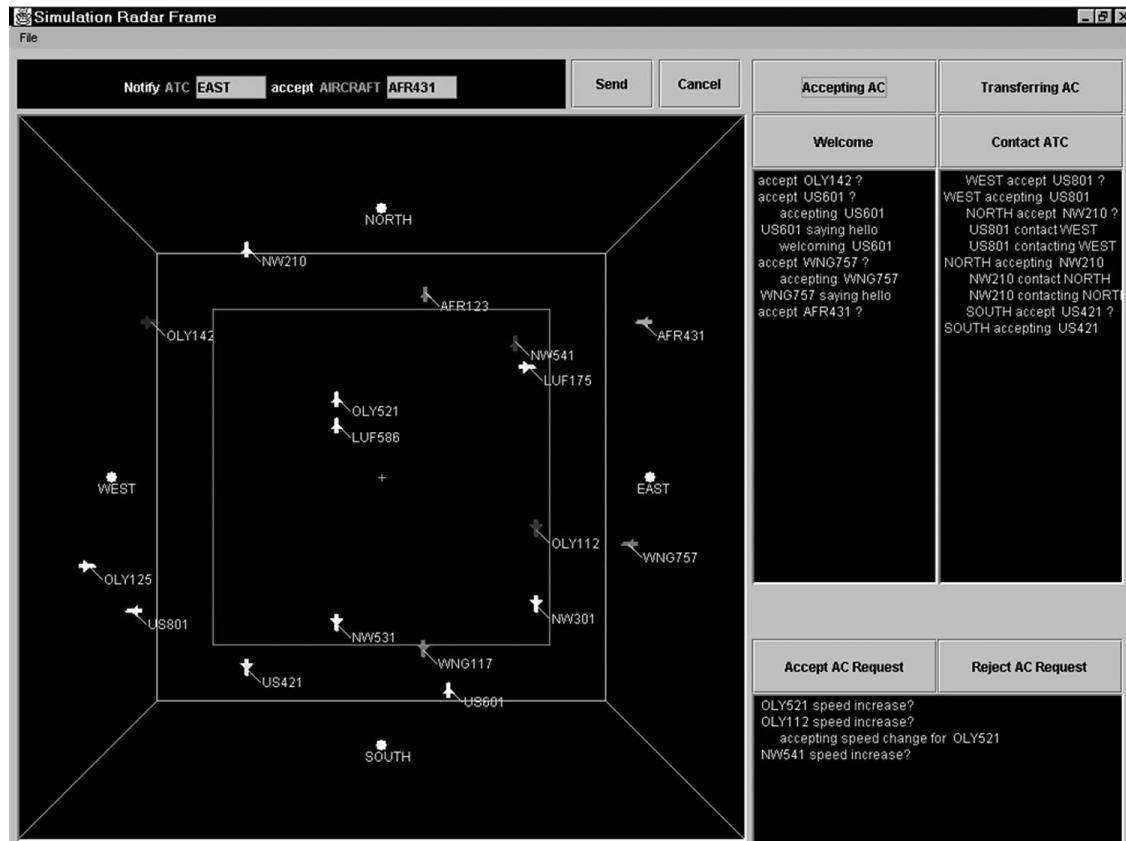 Simulation Radar Frame
File
Notify ATC EAST accept AIRCRAFT AFR431
Send
Cancel
Accepting AC
Transferring AC
Welcome
Contact ATC
accept OLY142 ?
accept US601 ?
accepting US601
US601 saying hello
welcoming US601
accept WNG757 ?
accepting WNG757
WNG757 saying hello
accept AFR431 ?
WEST accept US801 ?
WEST accepting US801
NORTH accept NW210 ?
US801 contact WEST
US801 contacting WEST
NORTH accepting NW210
NW210 contact NORTH
NW210 contacting NORTH
SOUTH accept US421 ?
SOUTH accepting US421
NORTH
NW210
AFR123
OLY142
AFR431
NW541
LUF175
OLY521
LUF586
WEST
EAST
OLY112
WNG757
OLY125
US801
NW301
NW531
WNG117
US421
US601
SOUTH
Accept AC Request
Reject AC Request
OLY521 speed increase?
OLY112 speed increase?
accepting speed change for OLY521
NW541 speed increase?